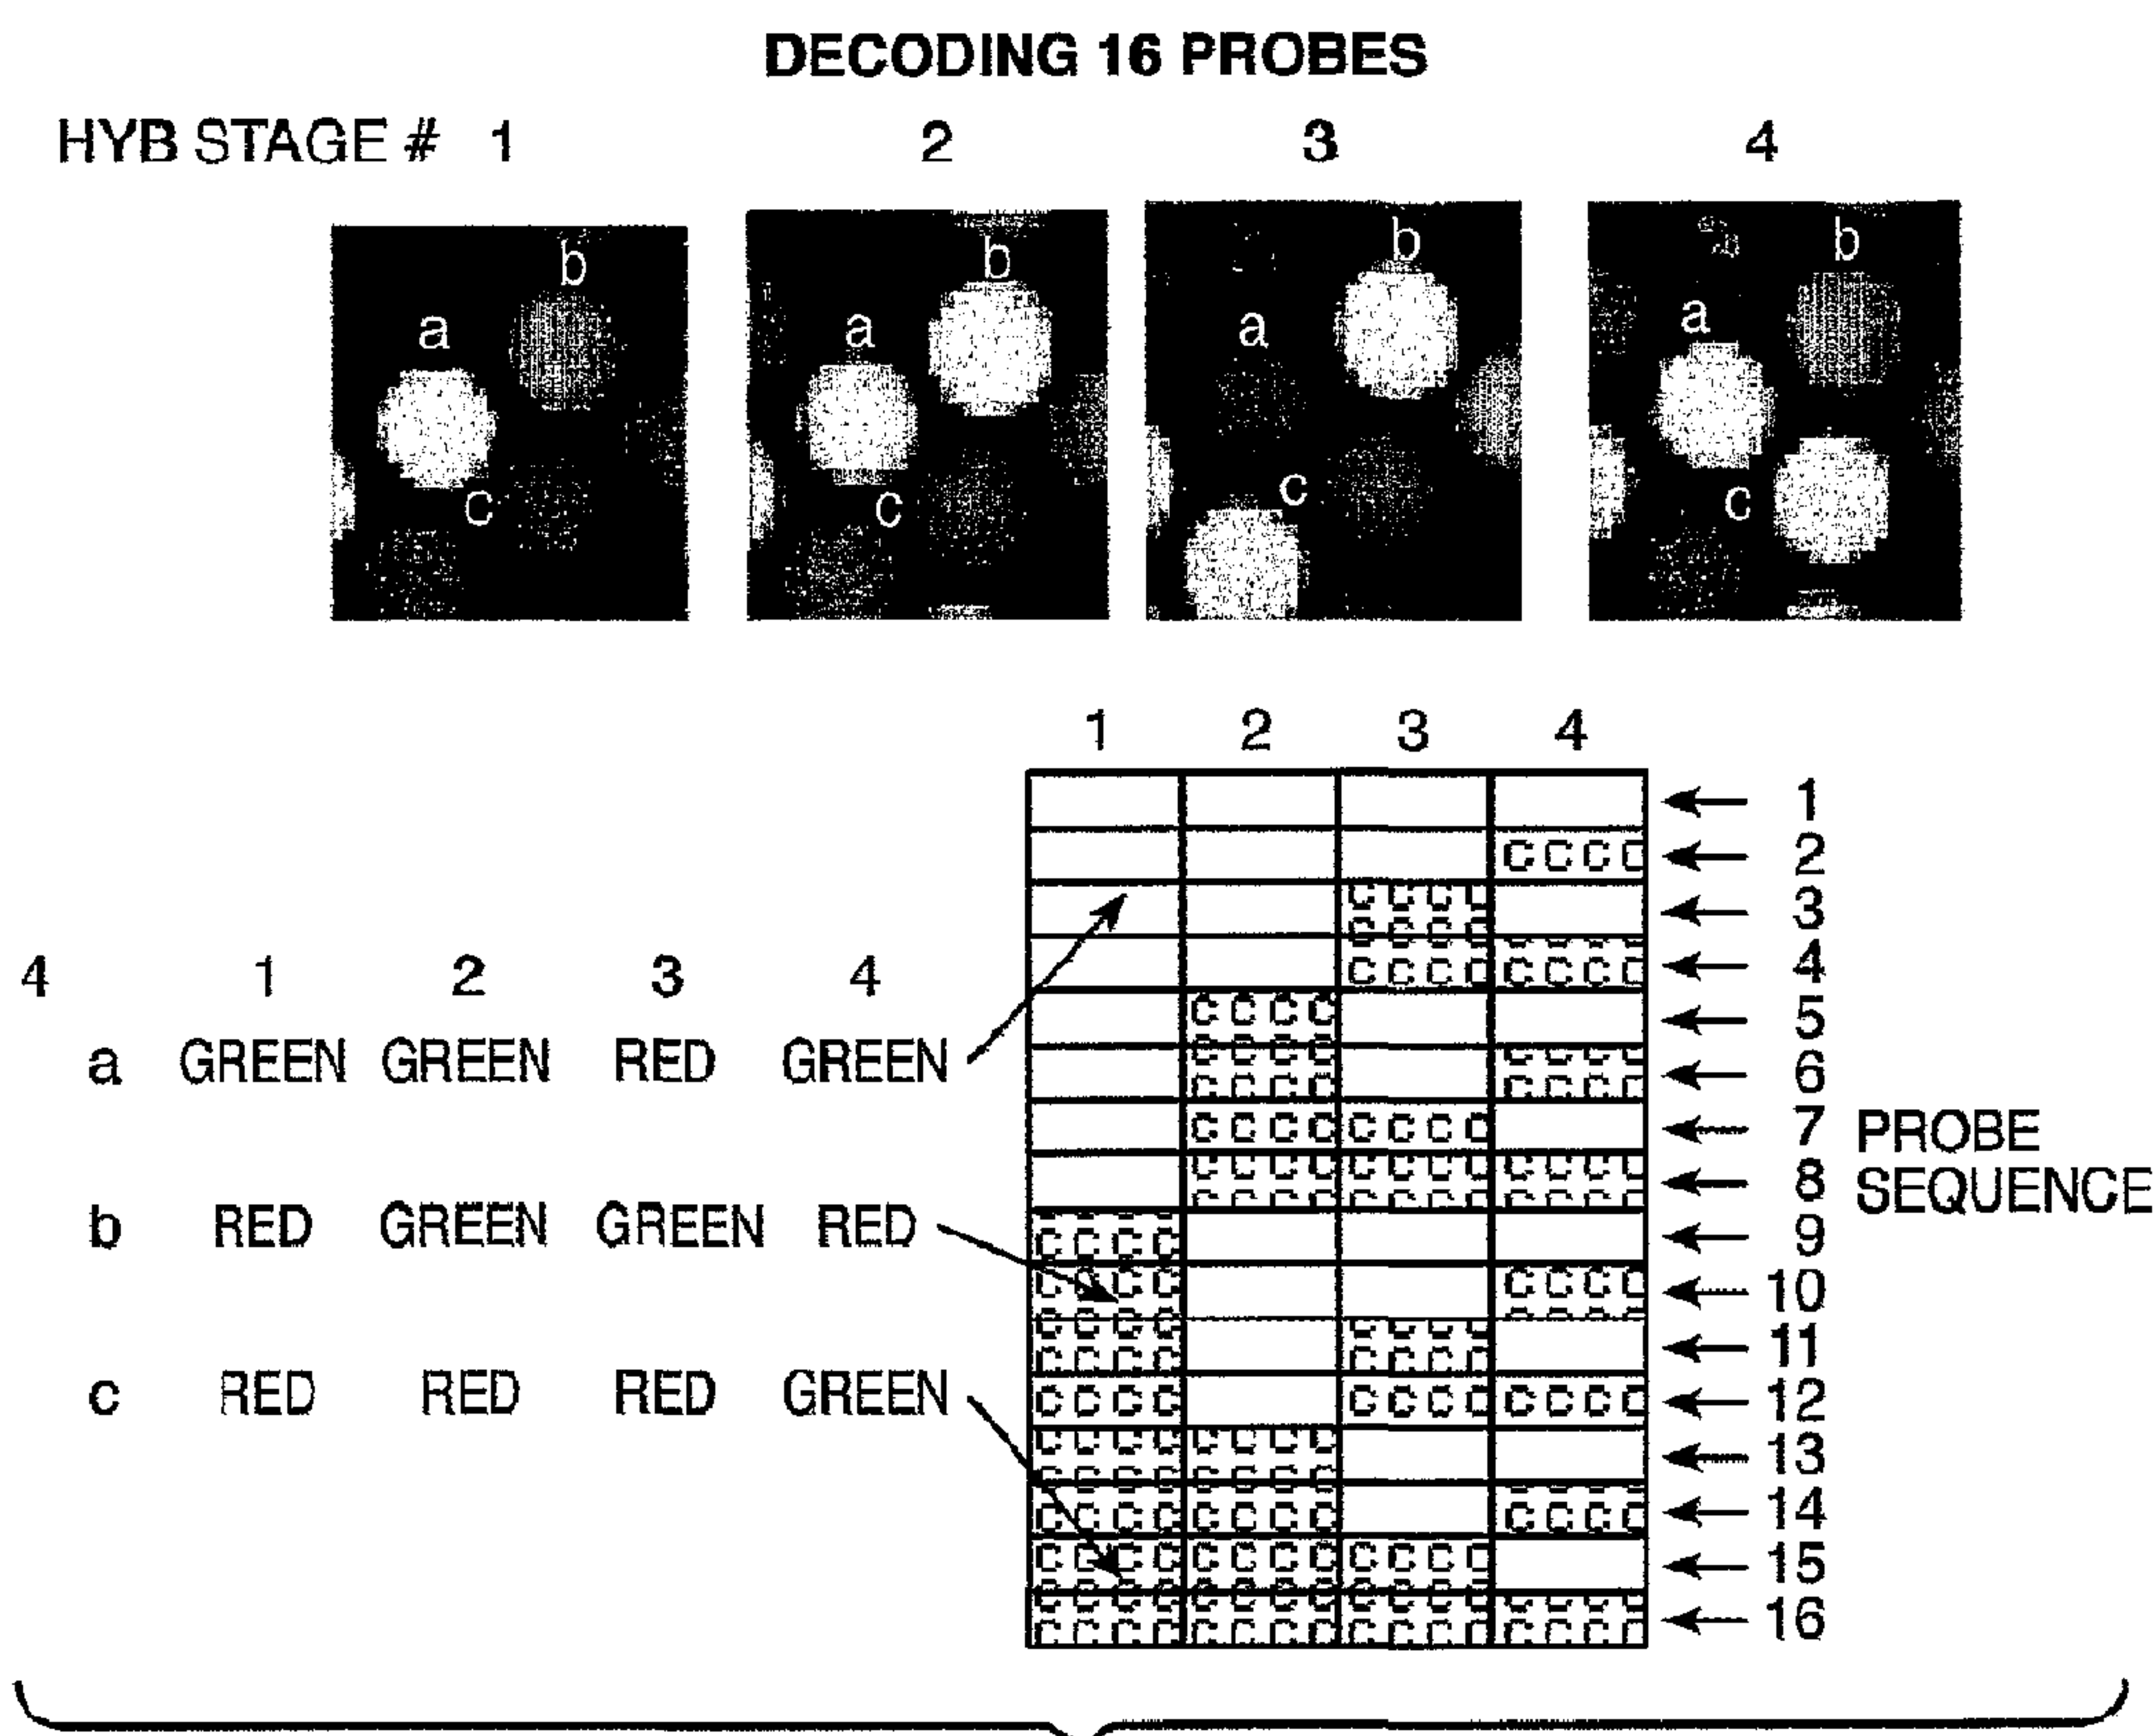 DECODING 16 PROBES
HYB STAGE # 1 2 3 4
a b c
a b c
a b c
a b c
1 2 3 4
1
2
3
4
5
6
7
8
9
10
11
12
13
14
15
16
PROBE
SEQUENCE
4 1 2 3 4
a GREEN GREEN RED GREEN
b RED GREEN GREEN RED
c RED RED RED GREEN